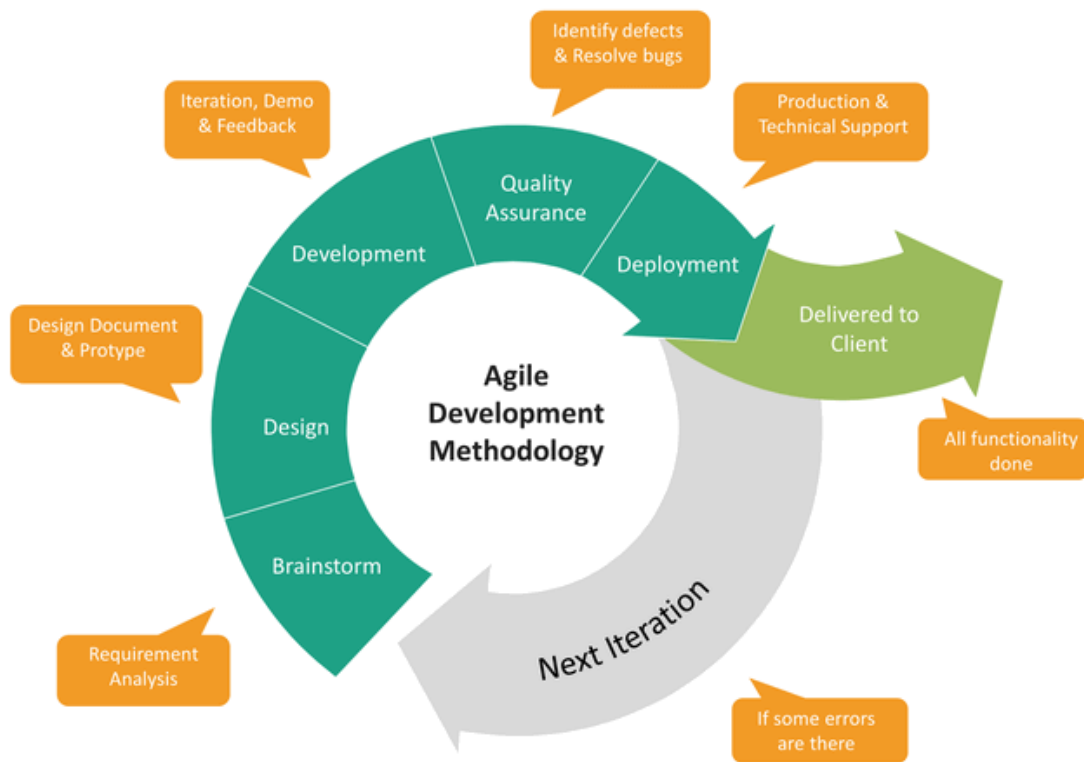 Identify defects
& Resolve bugs
Iteration, Demo
& Feedback
Production &
Technical Support
Quality
Assurance
Development
Deployment
Delivered to
Client
Design Document
& Protype
Agile
Development
Methodology
Design
All functionality
done
Brainstorm
Next Iteration
Requirement
Analysis
If some errors
are there